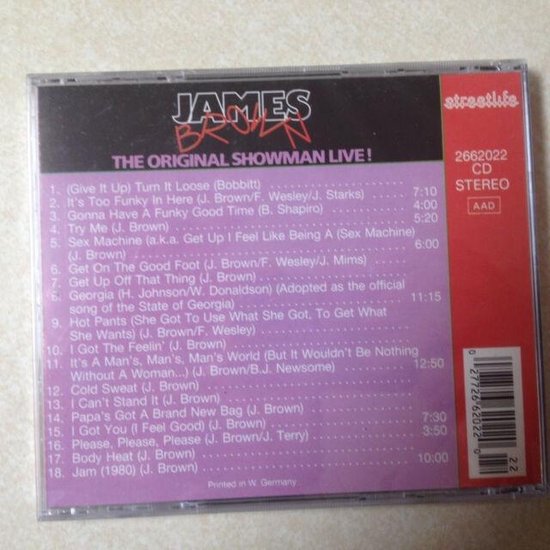 JAMES
BROWN
THE ORIGINAL SHOWMAN LIVE!
streetlife
2662022
CD
STEREO
AAD
1. (Give It Up) Turn It Loose (Bobbitt)
2. It's Too Funky In Here (J. Brown/F. Wesley/J. Starks) 7:10
3. Gonna Have A Funky Good Time (B. Shapiro) 4:00
4. Try Me (J. Brown) 5:20
5. Sex Machine (a.k.a. Get Up I Feel Like Being A (Sex Machine)
(J. Brown) 6:00
6. Get On The Good Foot (J. Brown/F. Wesley/J. Mims)
7. Get Up Off That Thing (J. Brown)
8. Georgia (H. Johnson/W. Donaldson) (Adopted as the official
song of the State of Georgia) 11:15
9. Hot Pants (She Got To Use What She Got, To Get What
She Wants) (J. Brown/F. Wesley)
10. I Got The Feelin' (J. Brown)
11. It's A Man's, Man's, Man's World (But It Wouldn't Be Nothing
Without A Woman...) (J. Brown/B.J. Newsome) 12:50
12. Cold Sweat (J. Brown)
13. I Can't Stand It (J. Brown)
14. Papa's Got A Brand New Bag (J. Brown) 7:30
15. I Got You (I Feel Good) (J. Brown) 3:50
16. Please, Please, Please (J. Brown/J. Terry)
17. Body Heat (J. Brown) 10:00
18. Jam (1980) (J. Brown)
Printed in W. Germany
0 27726 62022 0
22